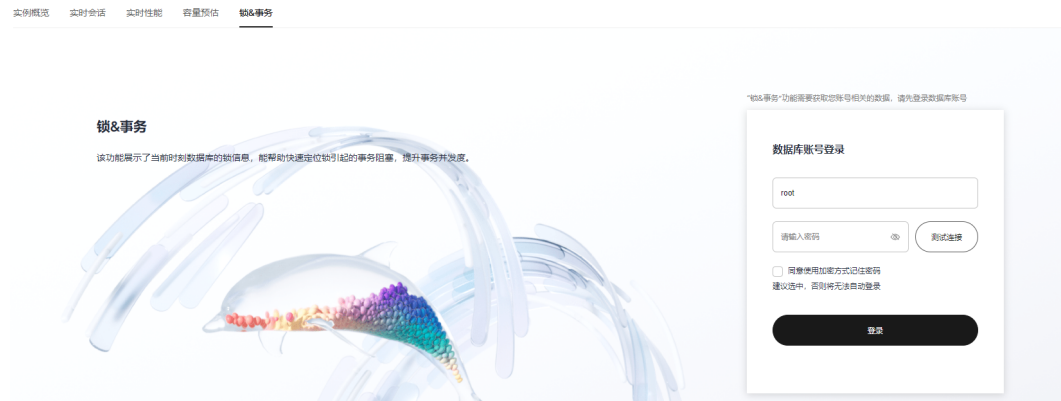 实例概览 实时会话 实时性能 容量预估 锁&事务
"锁&事务"功能需要获取您账号相关的数据，请先登录数据库账号
锁&事务
该功能展示了当前时刻数据库的锁信息，能帮助快速定位锁引起的事务阻塞，提升事务并发度。
数据库账号登录
root
请输入密码 测试连接
同意使用加密方式记住密码
建议选中，否则将无法自动登录
登录